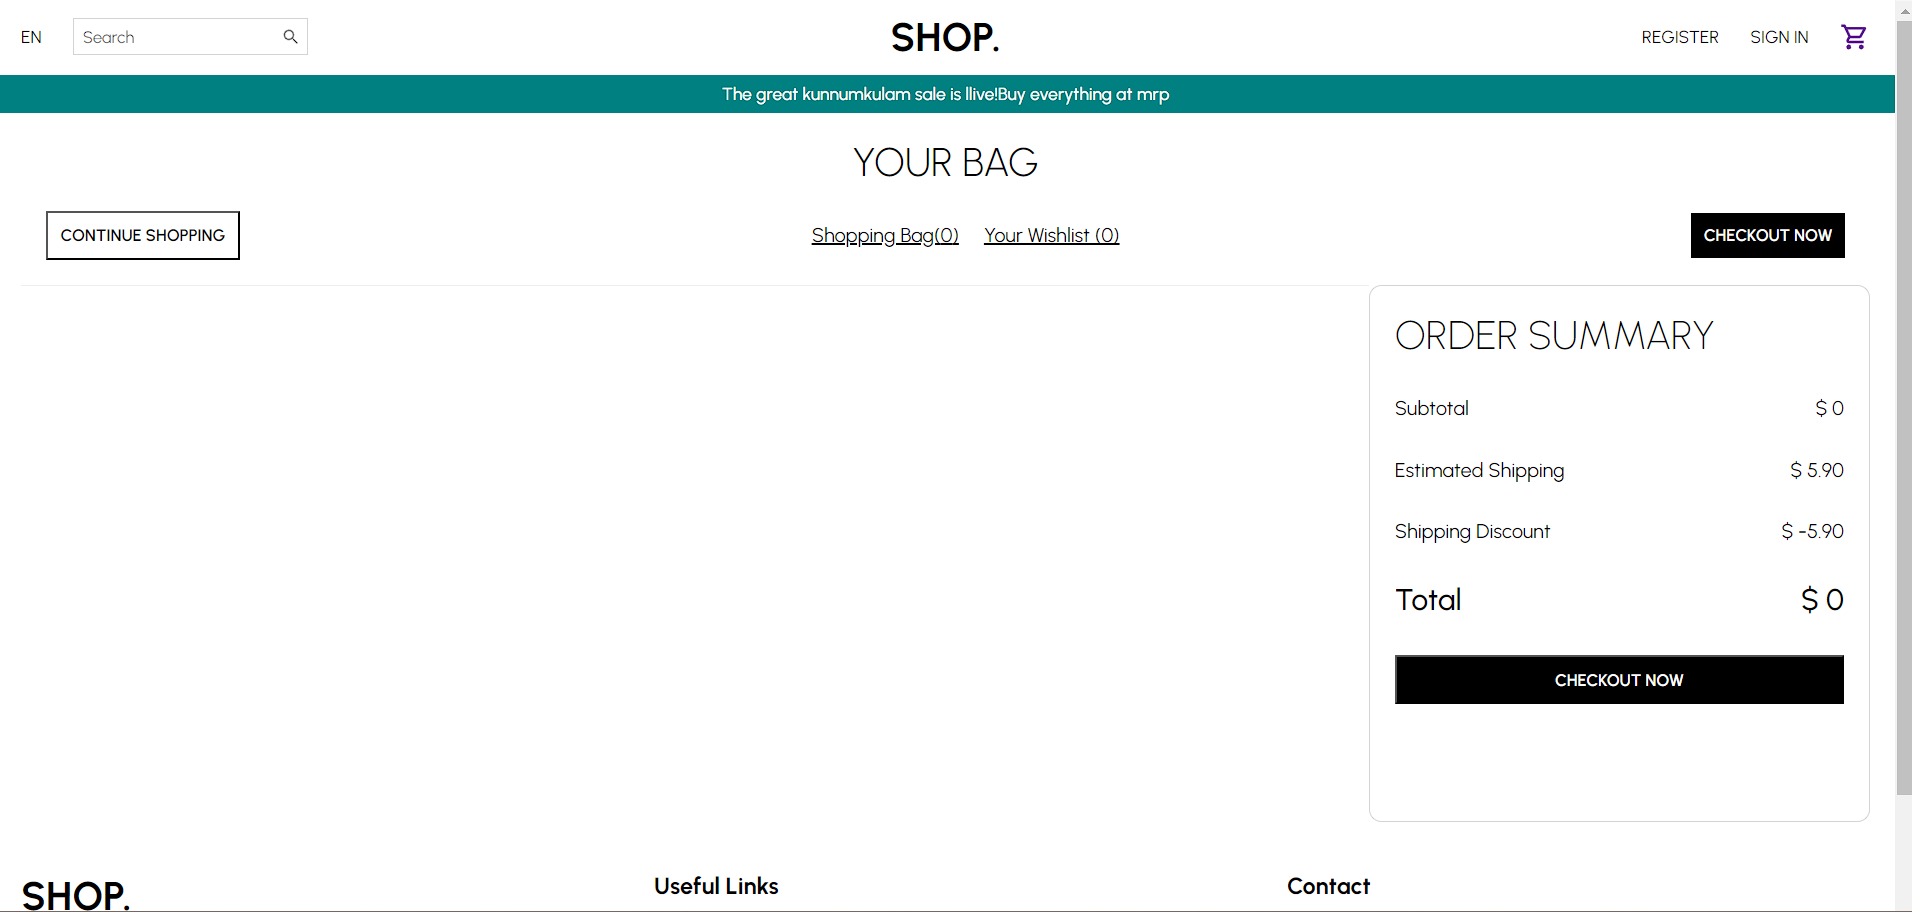 EN
Search
SHOP.
REGISTER
SIGN IN
The great kunnumkulam sale is llive!Buy everything at mrp
YOUR BAG
CONTINUE SHOPPING
Shopping Bag(0)
Your Wishlist (0)
CHECKOUT NOW
ORDER SUMMARY
Subtotal $ 0
Estimated Shipping $ 5.90
Shipping Discount $ -5.90
Total $ 0
CHECKOUT NOW
SHOP.
Useful Links
Contact